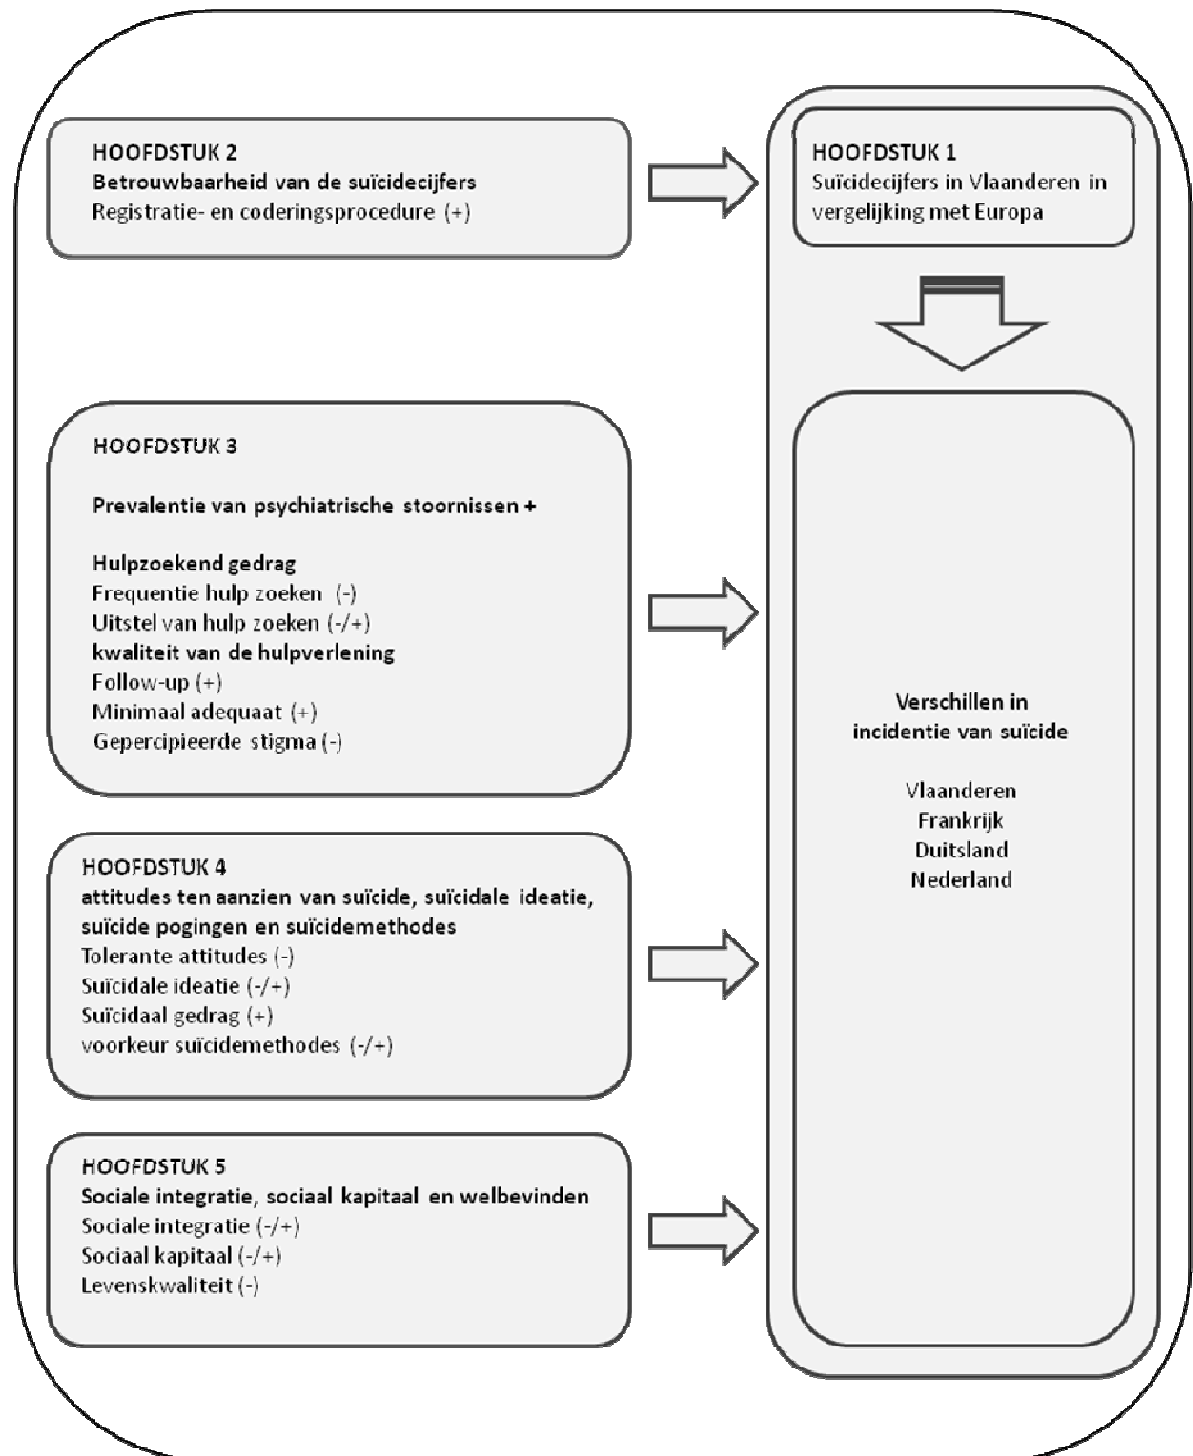 HOOFDSTUK 2
Betrouwbaarheid van de suïcidecijfers
Registratie- en coderingsprocedure (+)
HOOFDSTUK 1
Suïcidecijfers in Vlaanderen in
vergelijking met Europa
HOOFDSTUK 3
Prevalentie van psychiatrische stoornissen +
Hulpzoekend gedrag
Frequentie hulp zoeken (-)
Uitstel van hulp zoeken (-/+)
kwaliteit van de hulpverlening
Follow-up (+)
Minimaal adequaat (+)
Gepercipieerde stigma (-)
HOOFDSTUK 4
attitudes ten aanzien van suïcide, suïcidale ideatie,
suïcide pogingen en suïcidemethodes
Tolerante attitudes (-)
Suïcidale ideatie (-/+)
Suïcidaal gedrag (+)
voorkeur suïcidemethodes (-/+)
HOOFDSTUK 5
Sociale integratie, sociaal kapitaal en welbevinden
Sociale integratie (-/+)
Sociaal kapitaal (-/+)
Levenskwaliteit (-)
Verschillen in
incidentie van suïcide
Vlaanderen
Frankrijk
Duitsland
Nederland